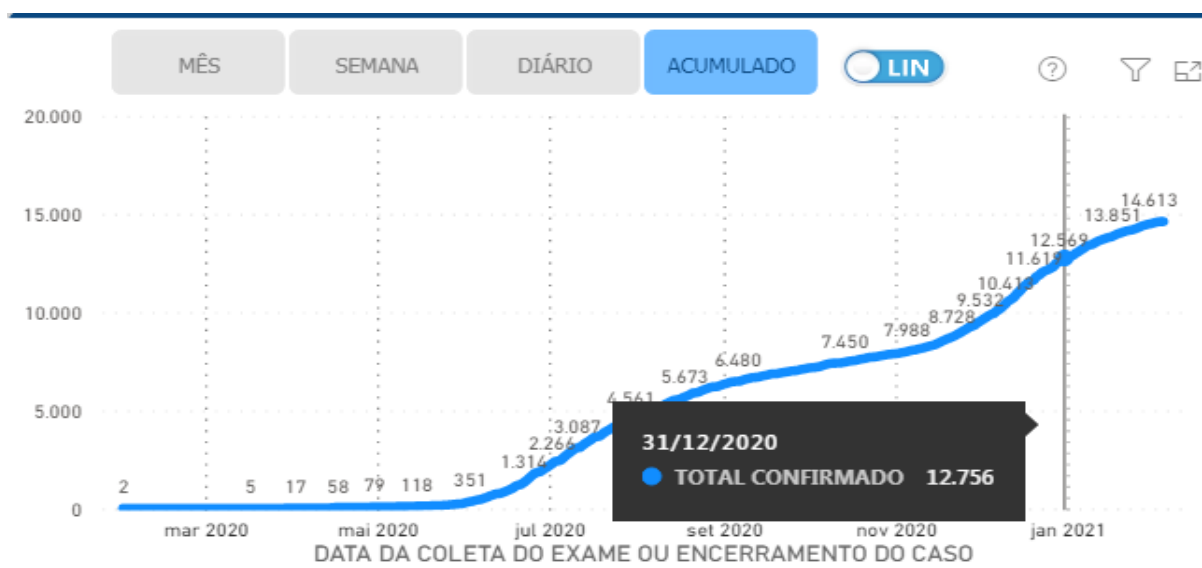 MÊS SEMANA DIÁRIO ACUMULADO LIN ?
20.000
15.000
10.000
5.000
0
2 5 17 58 79 118 351 1.314 2.266 3.087 4.561 5.673 6.480 7.450 7.988 8.728 9.532 10.413 11.619 12.569 13.851 14.613
31/12/2020
TOTAL CONFIRMADO 12.756
mar 2020 mai 2020 jul 2020 set 2020 nov 2020 jan 2021
DATA DA COLETA DO EXAME OU ENCERRAMENTO DO CASO